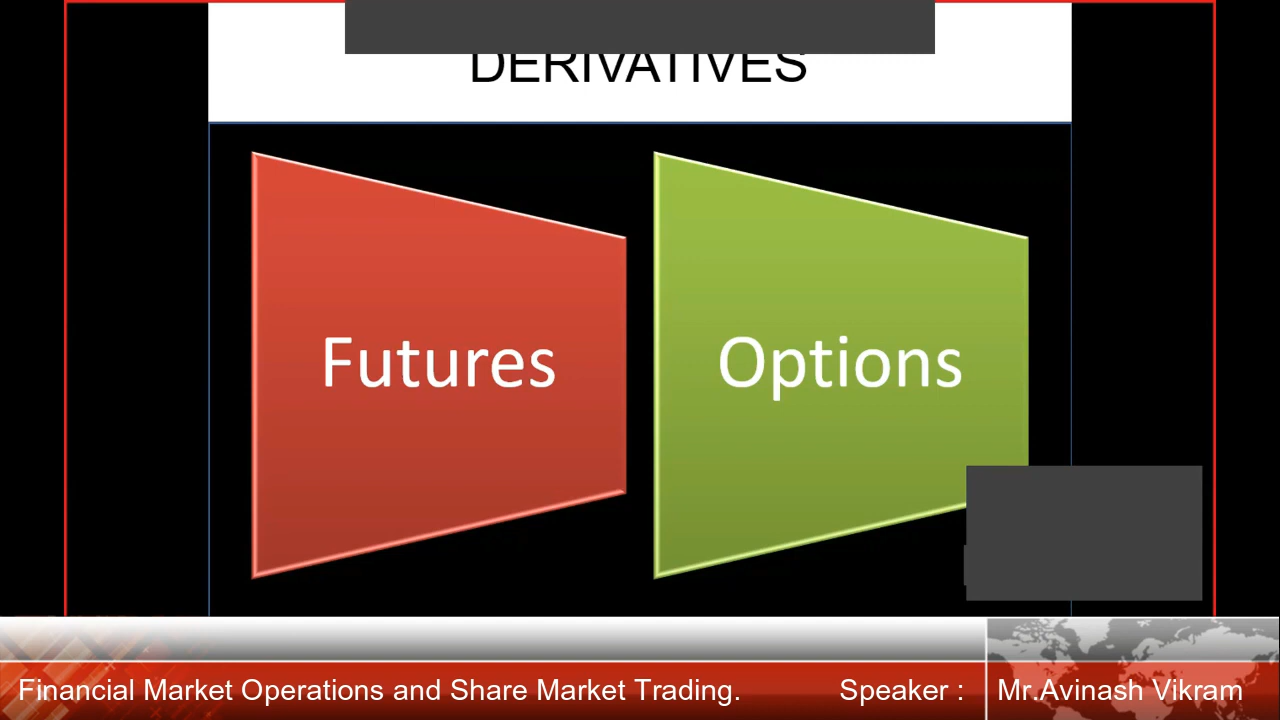 DERIVATIVES
Futures
Options
Financial Market Operations and Share Market Trading. Speaker : Mr.Avinash Vikram